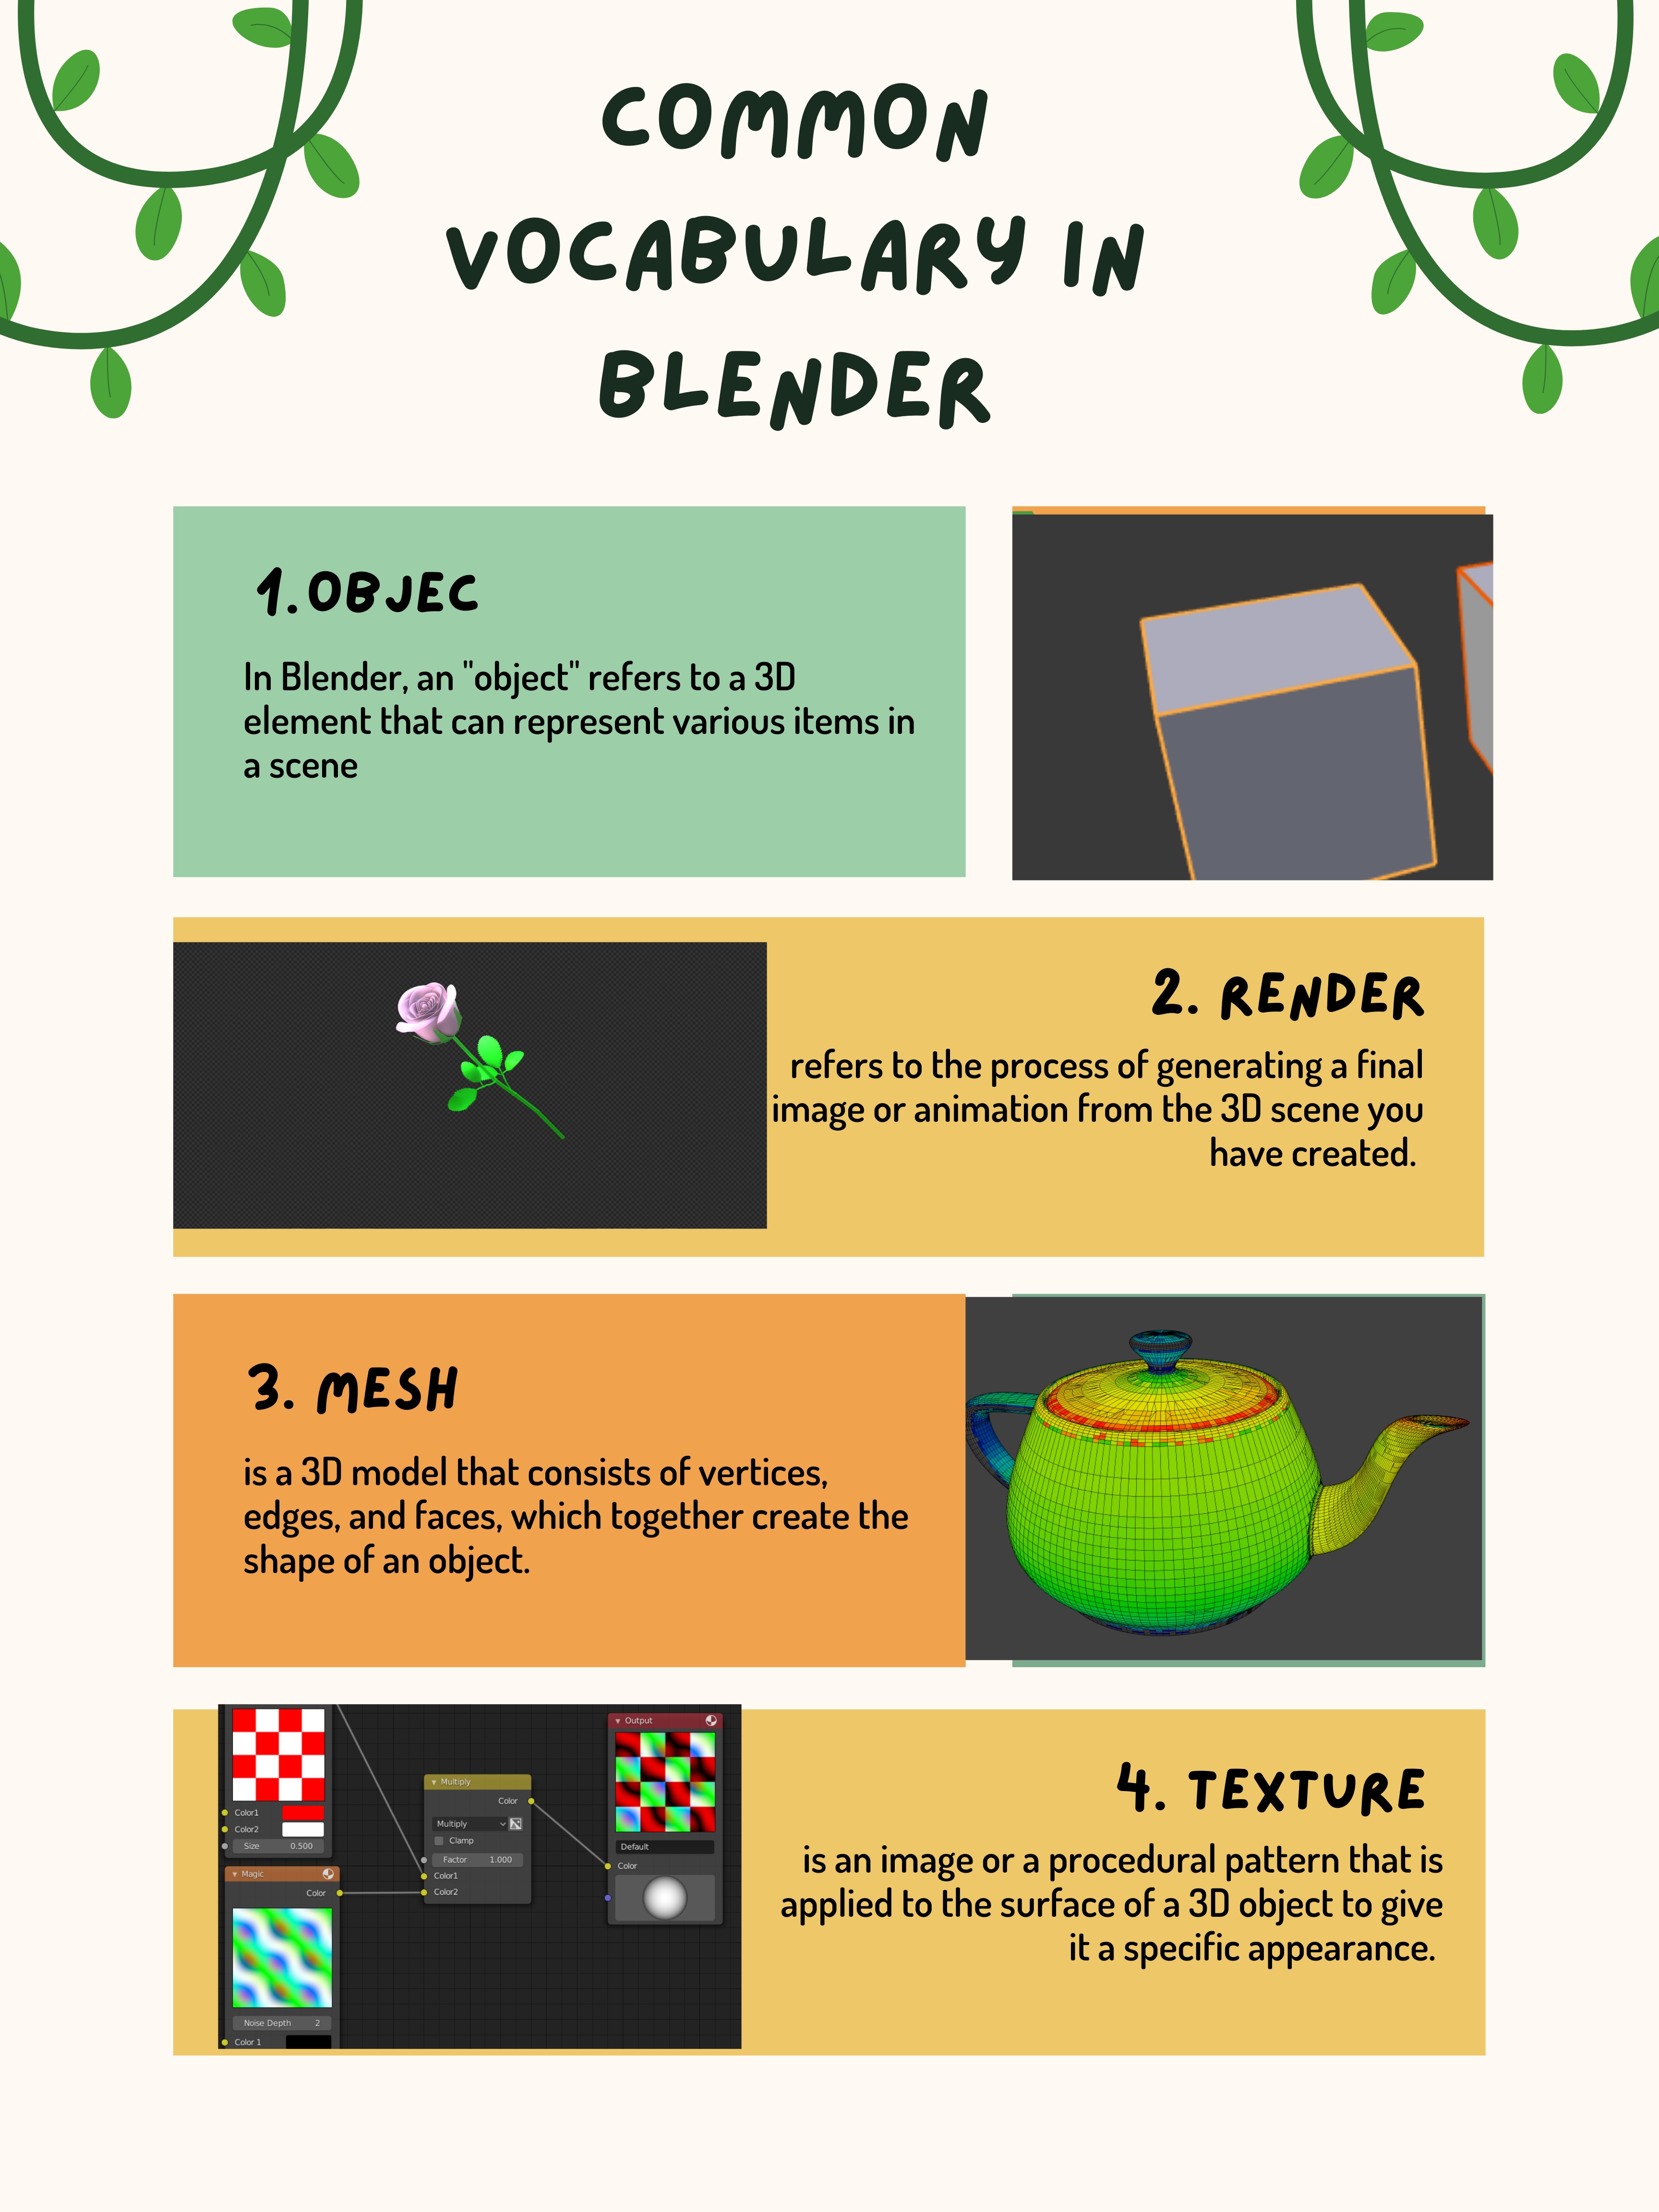 COMMON
VOCABULARY IN
BLENDER
1.OBJEC
In Blender, an "object" refers to a 3D
element that can represent various items in
a scene
2. RENDER
refers to the process of generating a final
image or animation from the 3D scene you
have created.
3. MESH
is a 3D model that consists of vertices,
edges, and faces, which together create the
shape of an object.
4. TEXTURE
is an image or a procedural pattern that is
applied to the surface of a 3D object to give
it a specific appearance.
Color1
Color2
Size 0.500
Magic
Color
Noise Depth 2
Color 1
Multiply
Color
Multiply
Clamp
Factor 1.000
Color1
Color2
Output
Default
Color